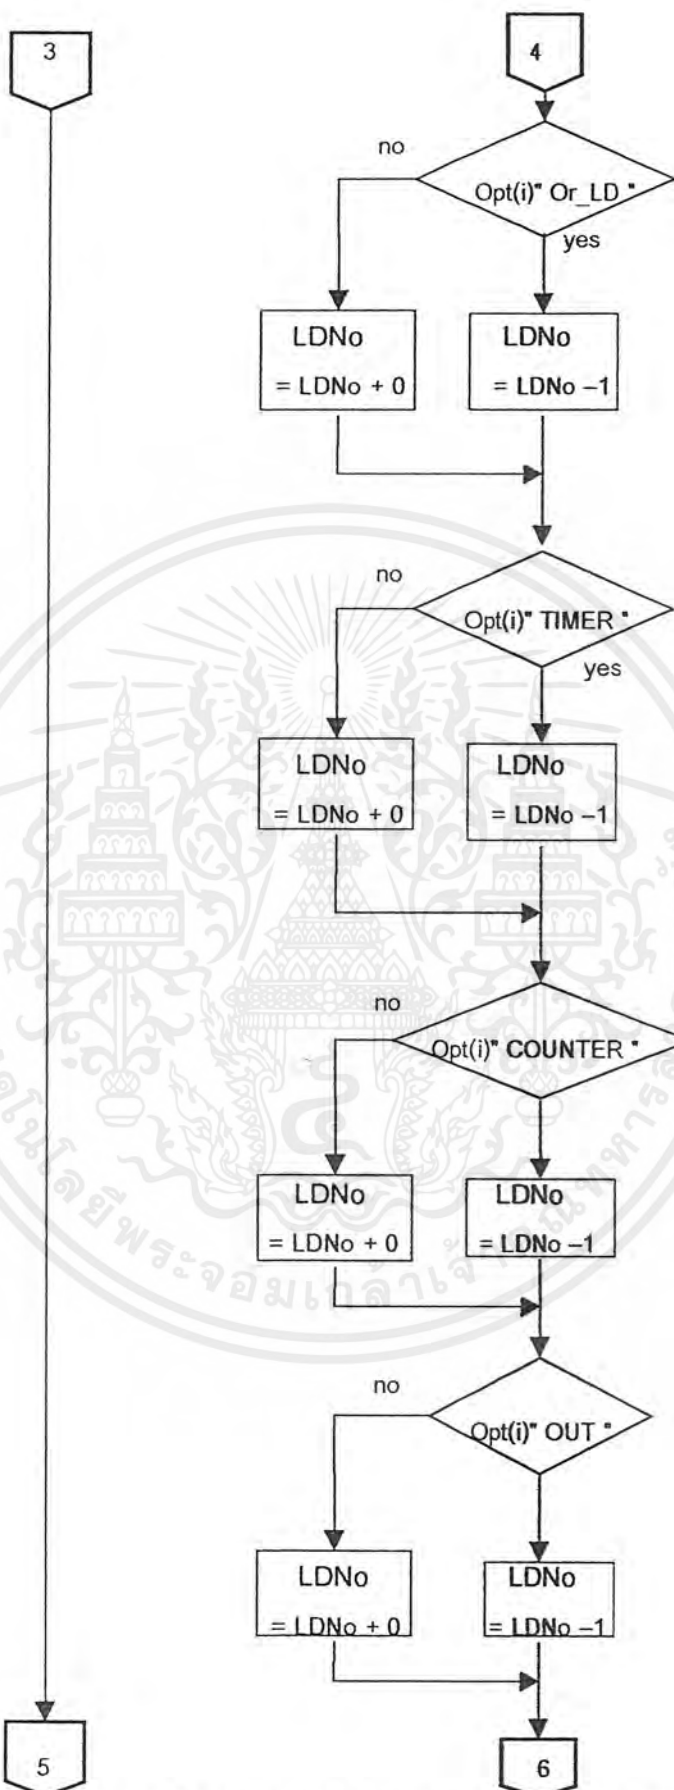 3
4
no
Opt(i)" Or_LD "
yes
LDNo
= LDNo + 0
LDNo
= LDNo –1
no
Opt(i)" TIMER "
yes
LDNo
= LDNo + 0
LDNo
= LDNo –1
no
Opt(i)" COUNTER "
LDNo
= LDNo + 0
LDNo
= LDNo –1
no
Opt(i)" OUT "
LDNo
= LDNo + 0
LDNo
= LDNo –1
5
6